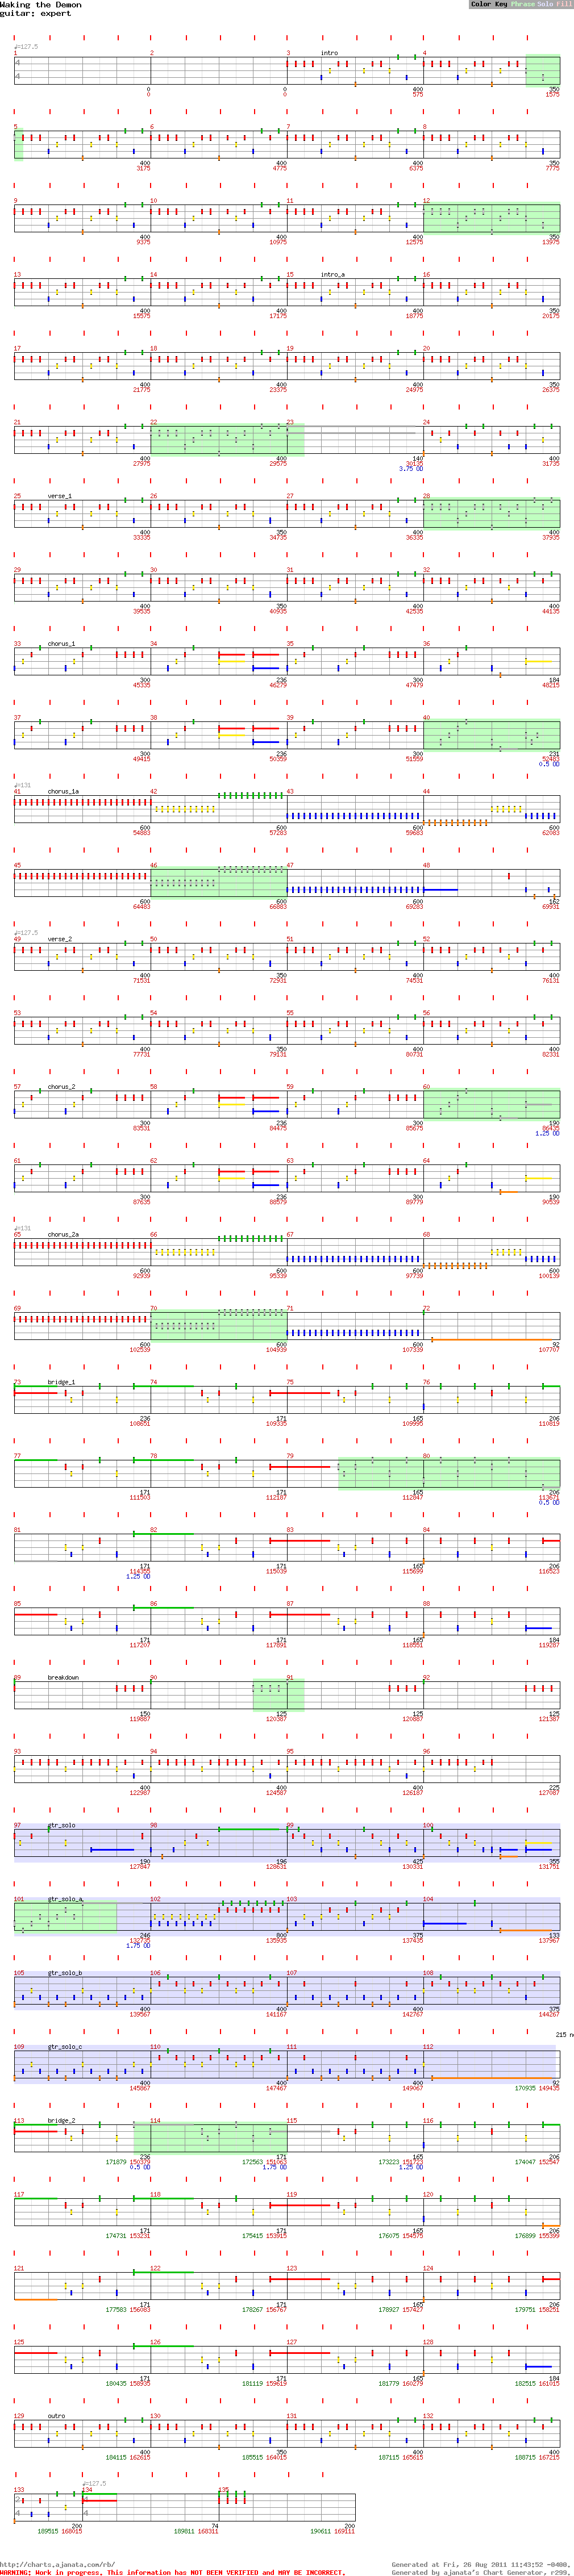 Waking the Demon
guitar: expert
Color Key Phrase Solo Fill
♩=127.5
1 2 3 intro 4
0 0 400 350
0 0 575 1575
5 6 7 8
400 400 400 350
3175 4775 6375 7775
9 10 11 12
400 400 400 350
9375 10975 12575 13975
13 14 15 intro_a 16
400 400 400 350
15575 17175 18775 20175
17 18 19 20
400 400 400 350
21775 23375 24975 26375
21 22 23 24
400 400 140 400
27975 29575 30135 31735
3.75 OD
25 verse_1 26 27 28
400 350 400 400
33335 34735 36335 37935
29 30 31 32
400 350 400 400
39535 40935 42535 44135
33 chorus_1 34 35 36
300 236 300 184
45335 46279 47479 48215
37 38 39 40
300 236 300 231
49415 50359 51559 52483
0.5 OD
♩=131
41 chorus_1a 42 43 44
600 600 600 600
54883 57283 59683 62083
45 46 47 48
600 600 600 162
64483 66883 69283 69931
♩=127.5
49 verse_2 50 51 52
400 350 400 400
71531 72931 74531 76131
53 54 55 56
400 350 400 400
77731 79131 80731 82331
57 chorus_2 58 59 60
300 236 300 190
83531 84475 85675 86435
1.25 OD
61 62 63 64
300 236 300 190
87635 88579 89779 90539
♩=131
65 chorus_2a 66 67 68
600 600 600 600
92939 95339 97739 100139
69 70 71 72
600 600 600 92
102539 104939 107339 107707
73 bridge_1 74 75 76
236 171 165 206
108651 109335 109995 110819
77 78 79 80
171 171 165 206
111503 112187 112847 113671
0.5 OD
81 82 83 84
171 171 165 206
114355 115039 115699 116523
1.25 OD
85 86 87 88
171 171 165 184
117207 117891 118551 119287
89 breakdown 90 91 92
150 125 125 125
119887 120387 120887 121387
93 94 95 96
400 400 400 225
122987 124587 126187 127087
97 gtr_solo 98 99 100
190 196 425 355
127847 128631 130331 131751
101 gtr_solo_a 102 103 104
246 800 375 133
132735 135935 137435 137967
1.75 OD
105 gtr_solo_b 106 107 108
400 400 400 375
139567 141167 142767 144267
215 n
109 gtr_solo_c 110 111 112
400 400 400 92
145867 147467 149067 170935 149435
113 bridge_2 114 115 116
236 171 165 206
171879 150379 172563 151063 173223 151723 174047 152547
0.5 OD 1.75 OD 1.25 OD
117 118 119 120
171 171 165 206
174731 153231 175415 153915 176075 154575 176899 155399
121 122 123 124
171 171 165 206
177583 156083 178267 156767 178927 157427 179751 158251
125 126 127 128
171 171 165 184
180435 158935 181119 159619 181779 160279 182515 161015
129 outro 130 131 132
400 350 400 400
184115 162615 185515 164015 187115 165615 188715 167215
♩=127.5
133 134 135
200 74 200
189515 168015 189811 168311 190611 169111
http://charts.ajanata.com/rb/
Generated at Fri, 26 Aug 2011 11:43:52 -0400.
WARNING: Work in progress. This information has NOT BEEN VERIFIED and MAY BE INCORRECT.
Generated by ajanata's Chart Generator, r299.